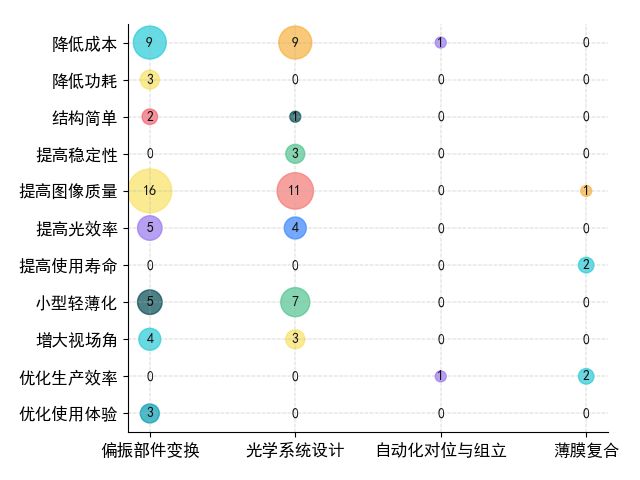 降低成本 9 9 1 0
降低功耗 3 0 0 0
结构简单 2 1 0 0
提高稳定性 0 3 0 0
提高图像质量 16 11 0 1
提高光效率 5 4 0 0
提高使用寿命 0 0 0 2
小型轻薄化 5 7 0 0
增大视场角 4 3 0 0
优化生产效率 0 0 1 2
优化使用体验 3 0 0 0
偏振部件变换 光学系统设计 自动化对位与组立 薄膜复合